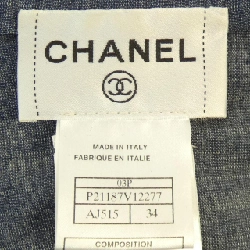 CHANEL
MADE IN ITALY
FABRIQUE EN ITALIE
03P
P21187V12277
AJ515 34
COMPOSITION